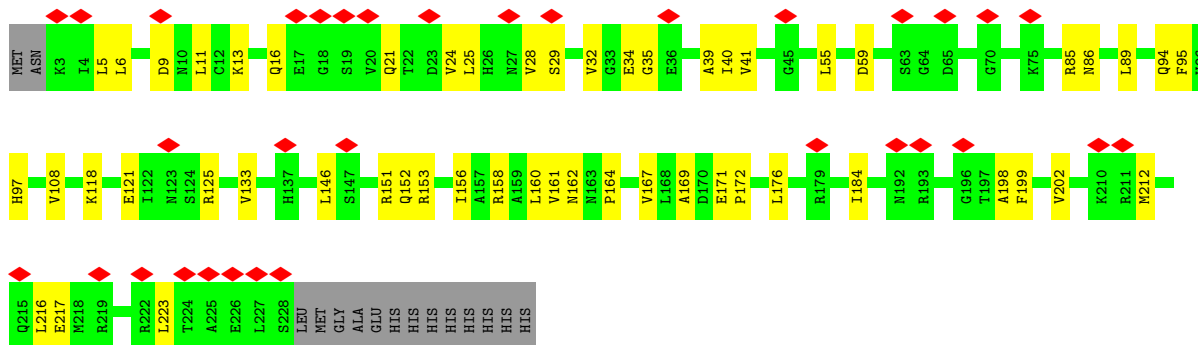 MET ASN K3 I4 L5 L6 D9 N10 L11 C12 K13 Q16 E17 G18 S19 V20 Q21 T22 D23 V24 L25 H26 N27 V28 S29 V32 G33 E34 G35 E36 A39 I40 V41 G45 L55 D59 S63 G64 D65 G70 K75 R85 N86 L89 Q94 F95
H97 V108 K118 E121 I122 N123 S124 R125 V133 H137 L146 S147 R151 Q152 R153 I156 A157 R158 A159 L160 V161 N162 N163 P164 V167 L168 A169 D170 E171 P172 L176 R179 I184 N192 R193 G196 T197 A198 F199 V202 K210 R211 M212
Q215 L216 E217 M218 R219 R222 L223 T224 A225 E226 L227 S228 LEU MET GLY ALA GLU HIS HIS HIS HIS HIS HIS HIS HIS